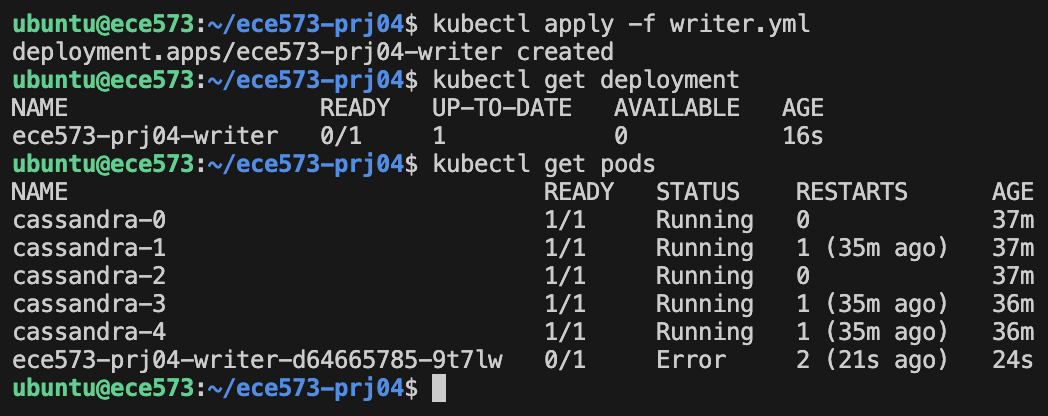 ubuntu@ece573:~/ece573-prj04$ kubectl apply -f writer.yml
deployment.apps/ece573-prj04-writer created
ubuntu@ece573:~/ece573-prj04$ kubectl get deployment
NAME                  READY   UP-TO-DATE   AVAILABLE   AGE
ece573-prj04-writer   0/1     1            0           16s
ubuntu@ece573:~/ece573-prj04$ kubectl get pods
NAME                                  READY   STATUS    RESTARTS      AGE
cassandra-0                           1/1     Running   0             37m
cassandra-1                           1/1     Running   1 (35m ago)   37m
cassandra-2                           1/1     Running   0             37m
cassandra-3                           1/1     Running   1 (35m ago)   36m
cassandra-4                           1/1     Running   1 (35m ago)   36m
ece573-prj04-writer-d64665785-9t7lw   0/1     Error     2 (21s ago)   24s
ubuntu@ece573:~/ece573-prj04$